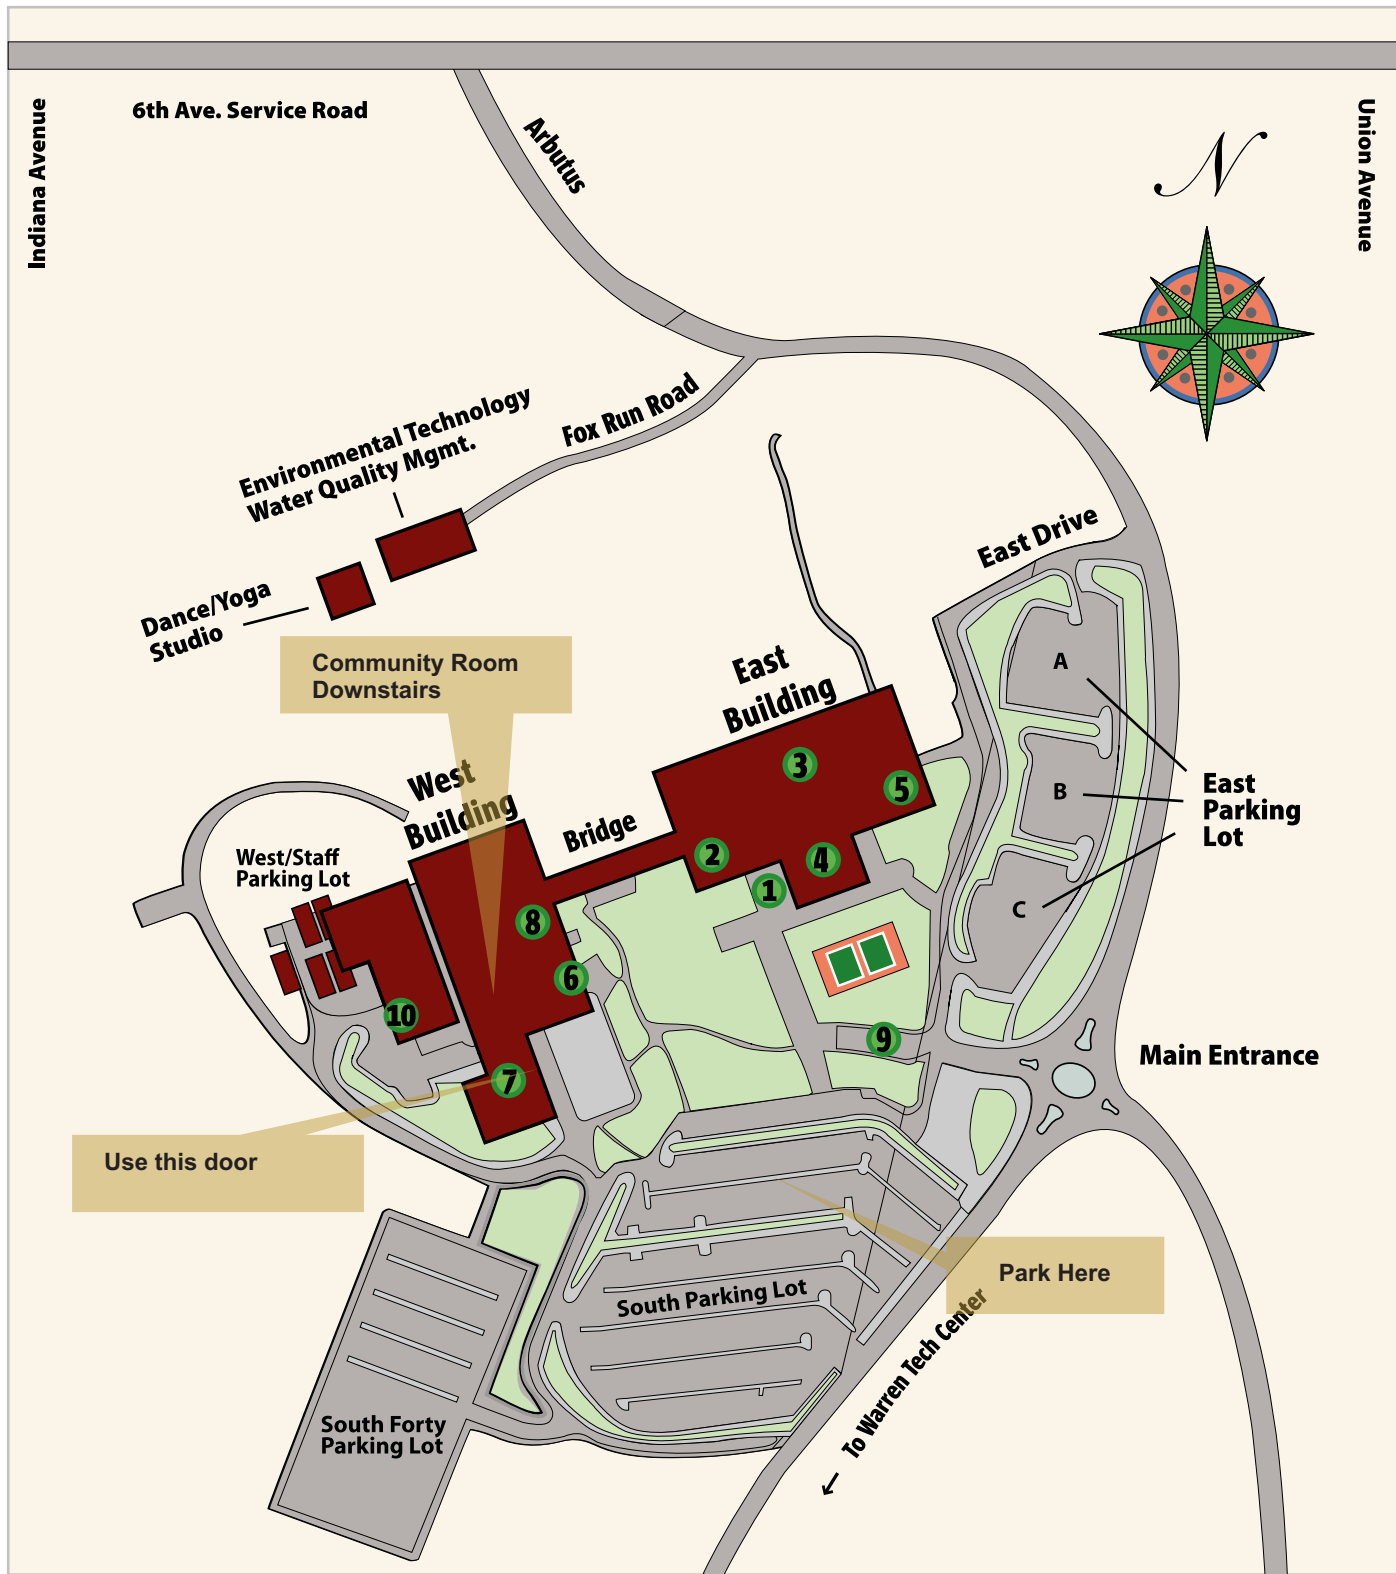 Indiana Avenue
6th Ave. Service Road
Arbutus
N
Union Avenue
Environmental Technology
Water Quality Mgmt.
Fox Run Road
East Drive
Dance/Yoga
Studio
Community Room
Downstairs
East
Building
A
3
5
West
Building
Bridge
B
East
Parking
Lot
West/Staff
Parking Lot
2
4
1
C
8
6
10
9
7
Main Entrance
Use this door
Park Here
South Parking Lot
To Warren Tech Center
South Forty
Parking Lot